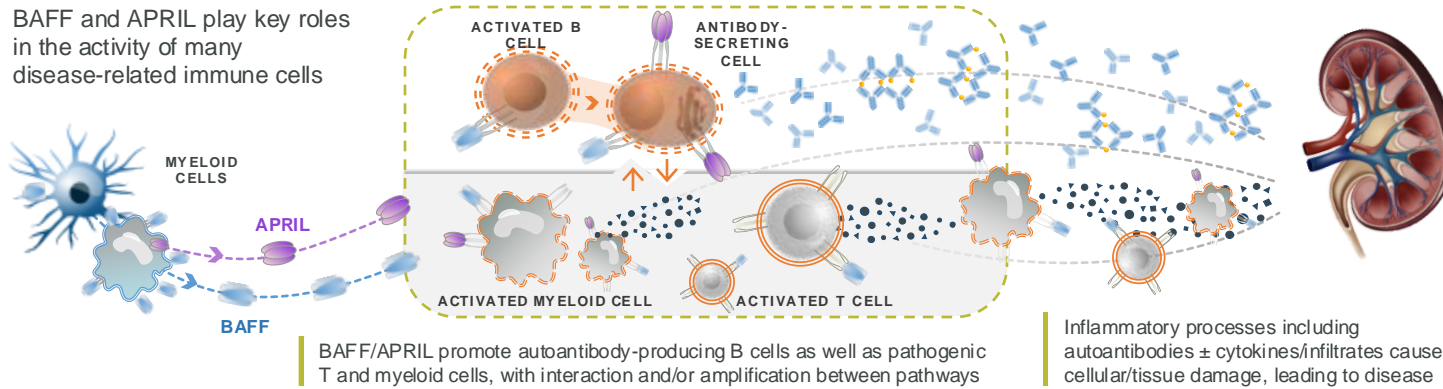 BAFF and APRIL play key roles
in the activity of many
disease-related immune cells
MYELOID
CELLS
APRIL
BAFF
ACTIVATED B
CELL
ANTIBODY-
SECRETING
CELL
ACTIVATED MYELOID CELL
ACTIVATED T CELL
BAFF/APRIL promote autoantibody-producing B cells as well as pathogenic
T and myeloid cells, with interaction and/or amplification between pathways
Inflammatory processes including
autoantibodies ± cytokines/infiltrates cause
cellular/tissue damage, leading to disease